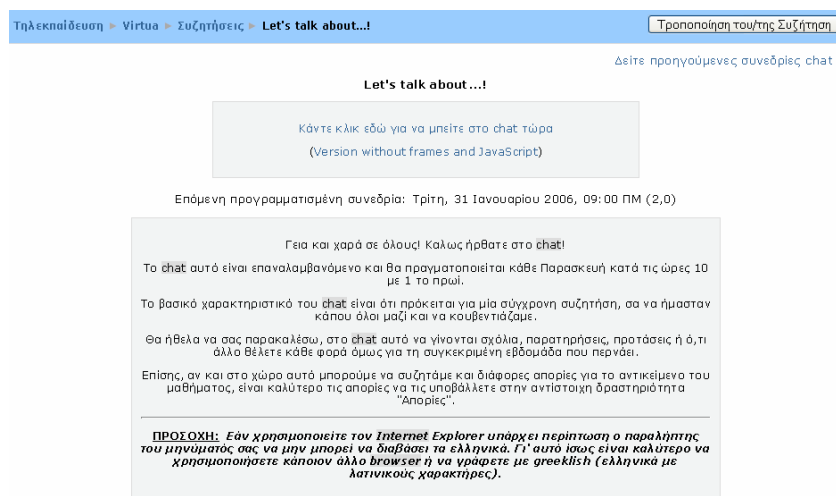 Τηλεκπαίδευση ► Virtua ► Συζητήσεις ► Let's talk about...!
Τροποποίηση του/της Συζήτηση
Δείτε προηγούμενες συνεδρίες chat
Let's talk about...!
Κάντε κλικ εδώ για να μπείτε στο chat τώρα
(Version without frames and JavaScript)
Επόμενη προγραμματισμένη συνεδρία: Τρίτη, 31 Ιανουαρίου 2006, 09:00 ΠΜ (2,0)
Γεια και χαρά σε όλους! Καλως ήρθατε στο chat!
Το chat αυτό είναι επαναλαμβανόμενο και θα πραγματοποιείται κάθε Παρασκευή κατά τις ώρες 10
με 1 το πρωί.
Το βασικό χαρακτηριστικό του chat είναι ότι πρόκειται για μία σύγχρονη συζήτηση, σα να ήμασταν
κάπου όλοι μαζί και να κουβεντιάζαμε.
Θα ήθελα να σας παρακαλέσω, στο chat αυτό να γίνονται σχόλια, παρατηρήσεις, προτάσεις ή ό,τι
άλλο θέλετε κάθε φορά όμως για τη συγκεκριμένη εβδομάδα που περνάει.
Επίσης, αν και στο χώρο αυτό μπορούμε να συζητάμε και διάφορες απορίες για το αντικείμενο του
μαθήματος, είναι καλύτερο τις απορίες να τις υποβάλλετε στην αντίστοιχη δραστηριότητα
"Απορίες".
ΠΡΟΣΟΧΗ: Εάν χρησιμοποιείτε τον Internet Explorer υπάρχει περίπτωση ο παραλήπτης
του μηνύματός σας να μην μπορεί να διαβάσει τα ελληνικά. Γι' αυτό ίσως είναι καλύτερο να
χρησιμοποιήσετε κάποιον άλλο browser ή να γράφετε με greeklish (ελληνικά με
λατινικούς χαρακτήρες).